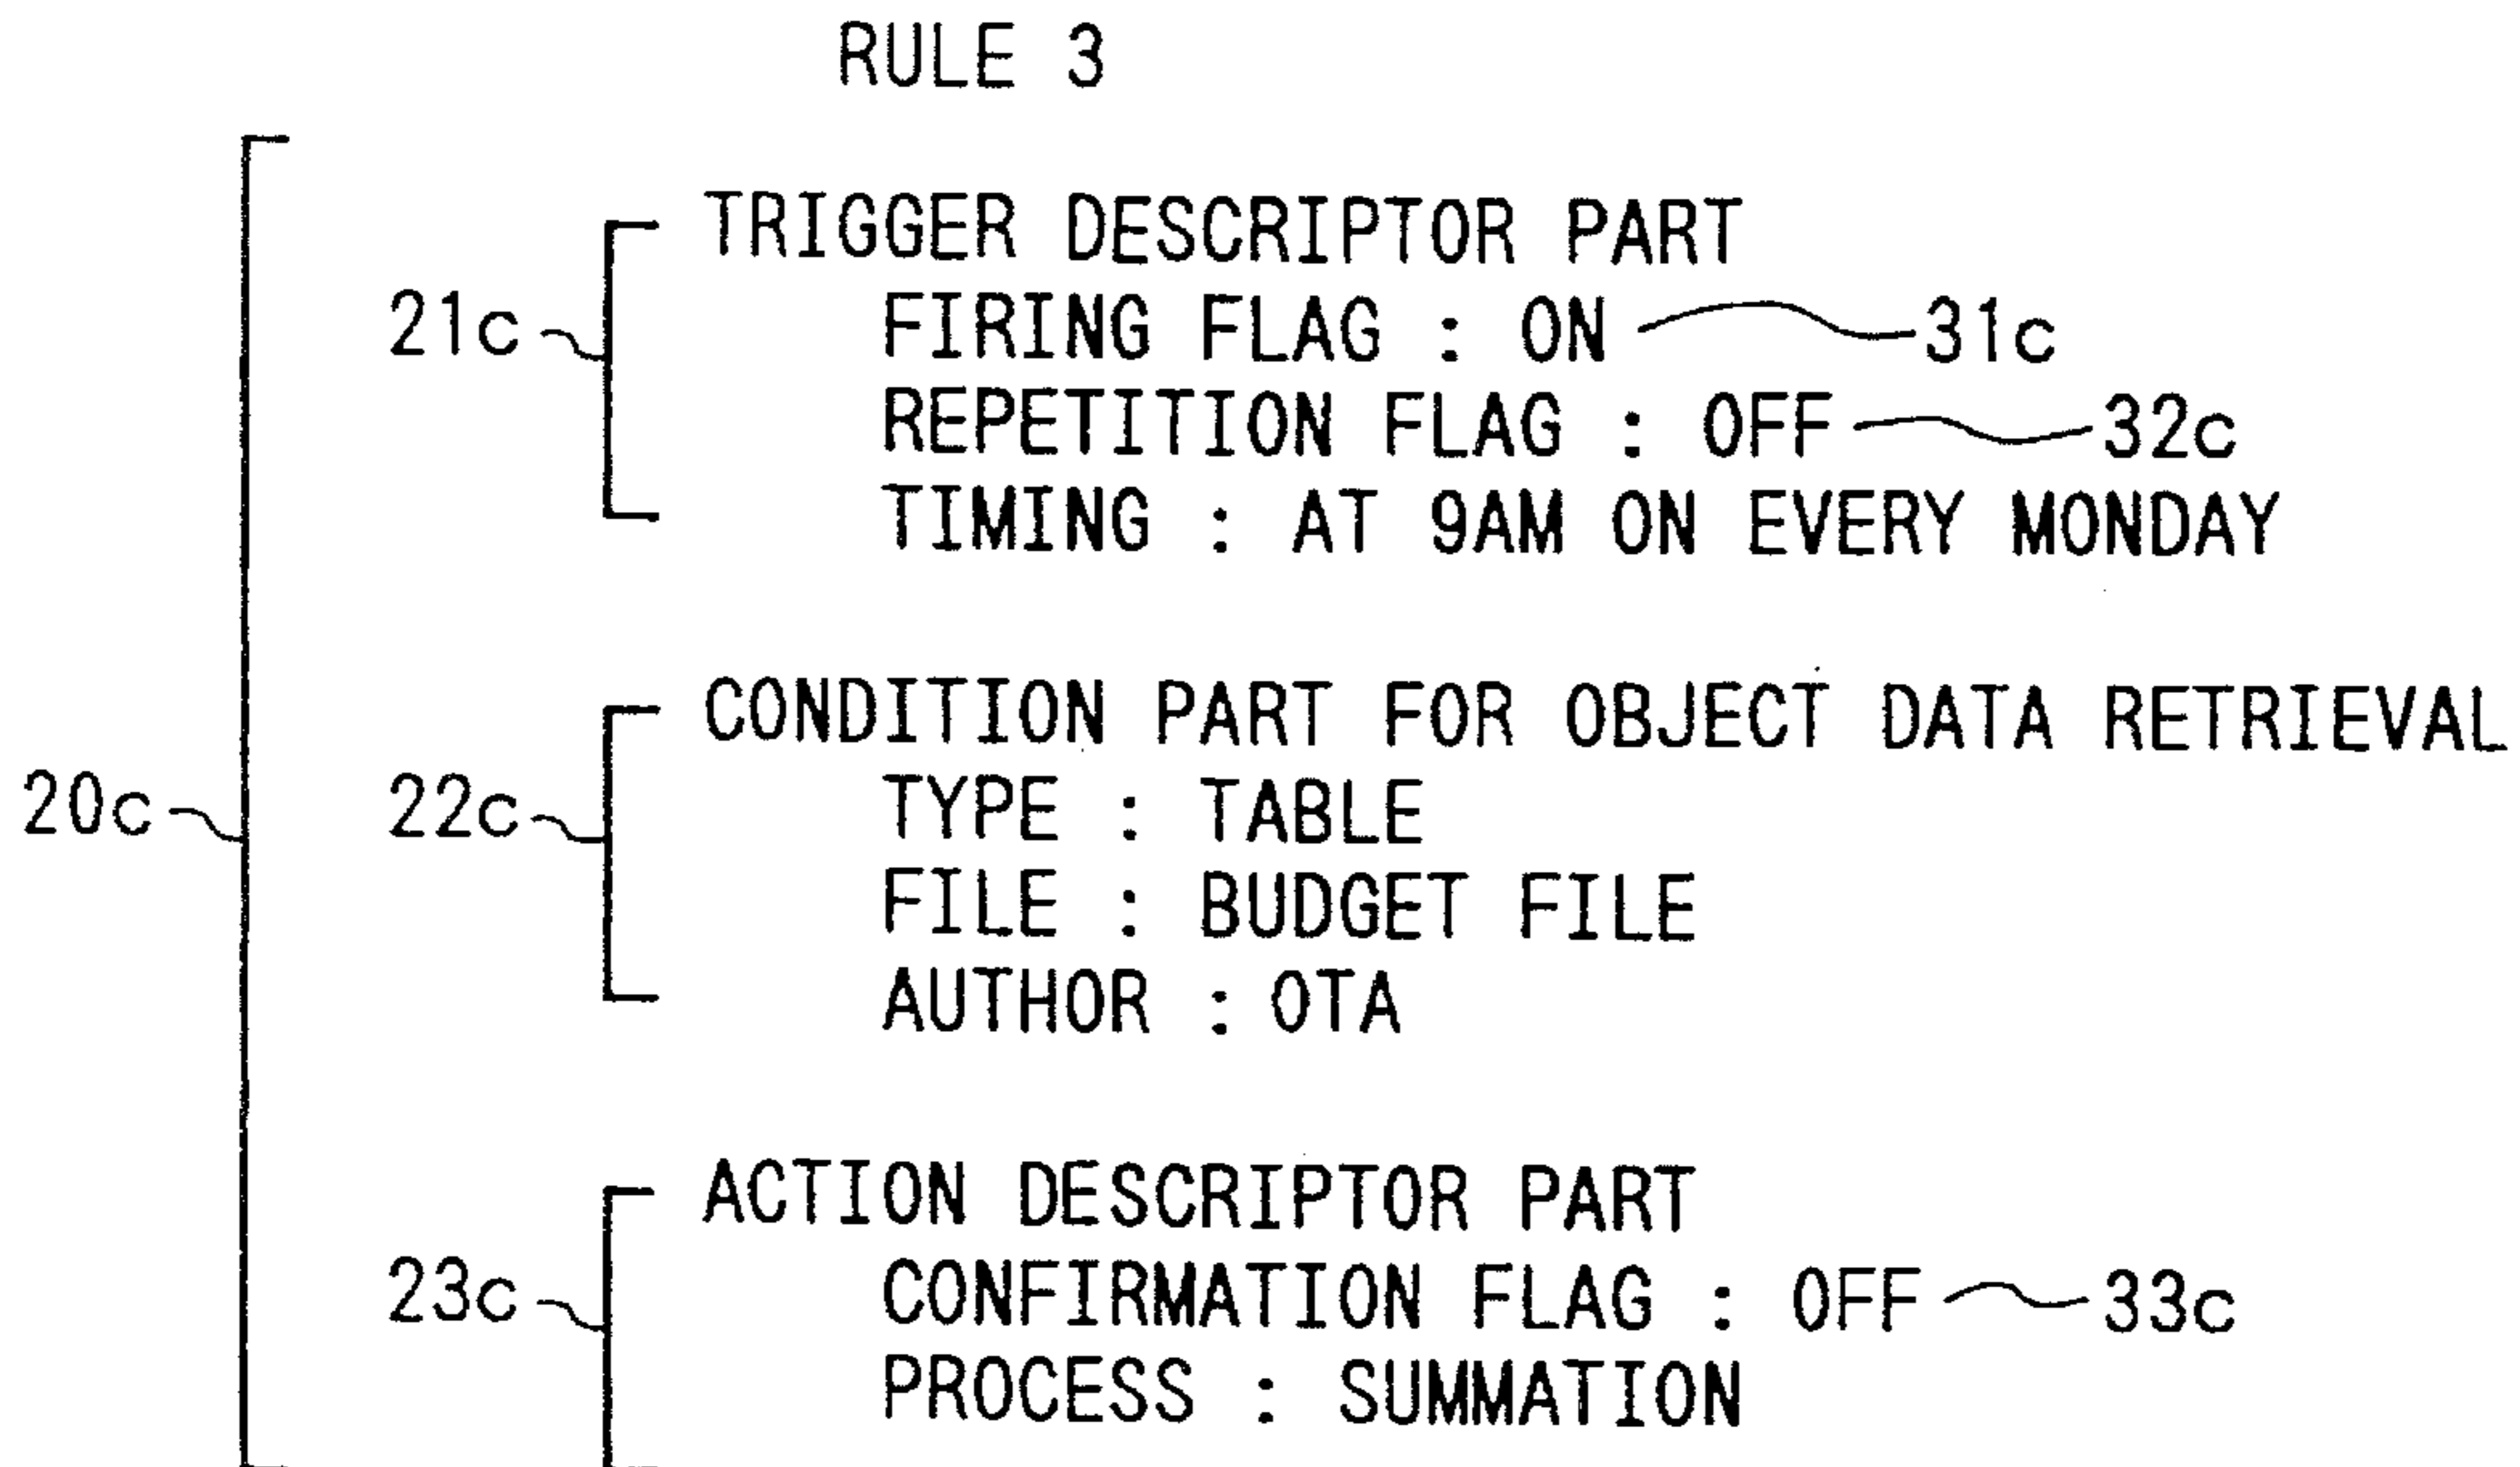 RULE 3
TRIGGER DESCRIPTOR PART
21c FIRING FLAG : ON 31c
REPETITION FLAG : OFF 32c
TIMING : AT 9AM ON EVERY MONDAY
CONDITION PART FOR OBJECT DATA RETRIEVAL
20c 22c TYPE : TABLE
FILE : BUDGET FILE
AUTHOR : OTA
ACTION DESCRIPTOR PART
23c CONFIRMATION FLAG : OFF 33c
PROCESS : SUMMATION